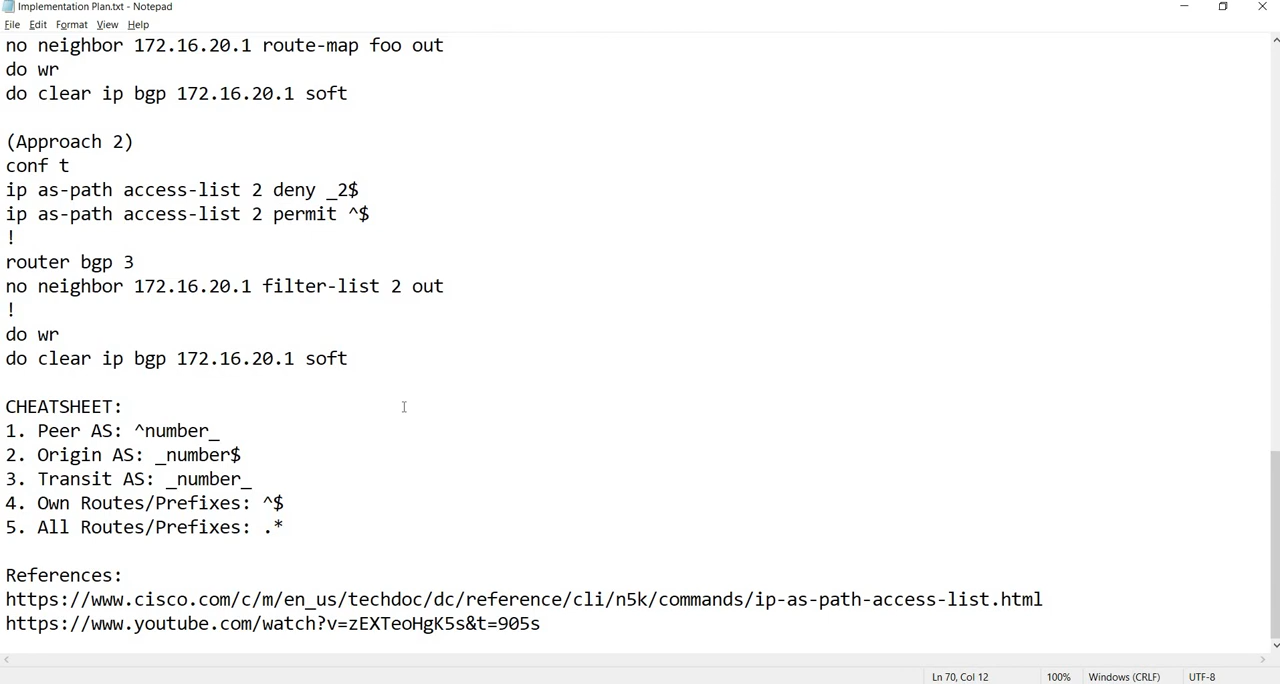 Implementation Plan.txt - Notepad
File Edit Format View Help
no neighbor 172.16.20.1 route-map foo out
do wr
do clear ip bgp 172.16.20.1 soft
(Approach 2)
conf t
ip as-path access-list 2 deny _2$
ip as-path access-list 2 permit ^$
!
router bgp 3
no neighbor 172.16.20.1 filter-list 2 out
!
do wr
do clear ip bgp 172.16.20.1 soft
CHEATSHEET:
1. Peer AS: ^number_
2. Origin AS: _number$
3. Transit AS: _number_
4. Own Routes/Prefixes: ^$
5. All Routes/Prefixes: .*
References:
https://www.cisco.com/c/m/en_us/techdoc/dc/reference/cli/n5k/commands/ip-as-path-access-list.html
https://www.youtube.com/watch?v=zEXTeoHgK5s&t=905s
Ln 70, Col 12 100% Windows (CRLF) UTF-8